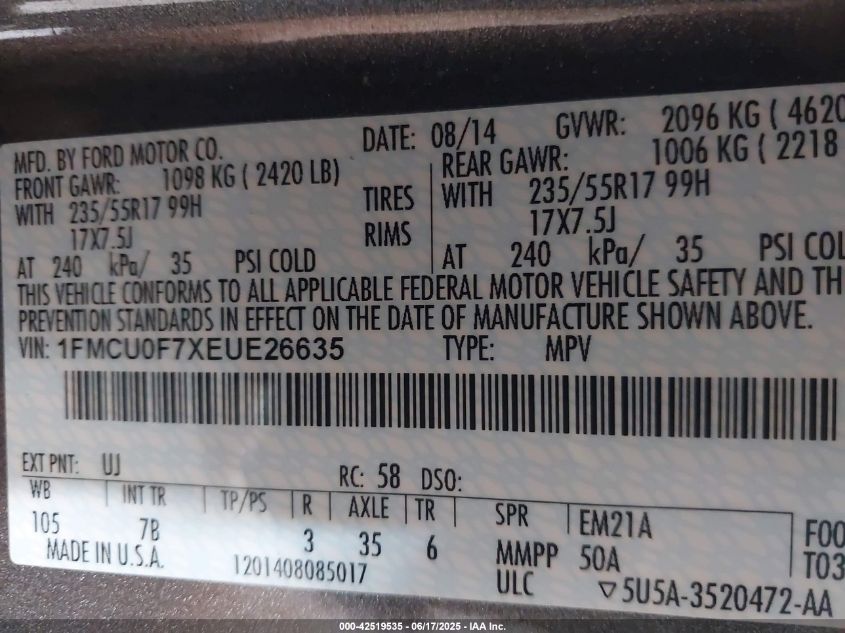 MFD. BY FORD MOTOR CO. DATE: 08/14 GVWR: 2096 KG ( 4620
FRONT GAWR: 1098 KG ( 2420 LB) REAR GAWR: 1006 KG ( 2218
WITH 235/55R17 99H TIRES WITH 235/55R17 99H
17X7.5J RIMS 17X7.5J
AT 240 kPa/ 35 PSI COLD AT 240 kPa/ 35 PSI COL
THIS VEHICLE CONFORMS TO ALL APPLICABLE FEDERAL MOTOR VEHICLE SAFETY AND TH
PREVENTION STANDARDS IN EFFECT ON THE DATE OF MANUFACTURE SHOWN ABOVE.
VIN: 1FMCU0F7XEUE26635 TYPE: MPV
EXT PNT: UJ RC: 58 DSO:
WB INT TR TP/PS R AXLE TR SPR EM21A F00
105 7B 3 35 6 MMPP 50A T03
MADE IN U.S.A. 1201408085017 ULC ▽5U5A-3520472-AA
000-42519535 - 06/17/2025 - IAA Inc.